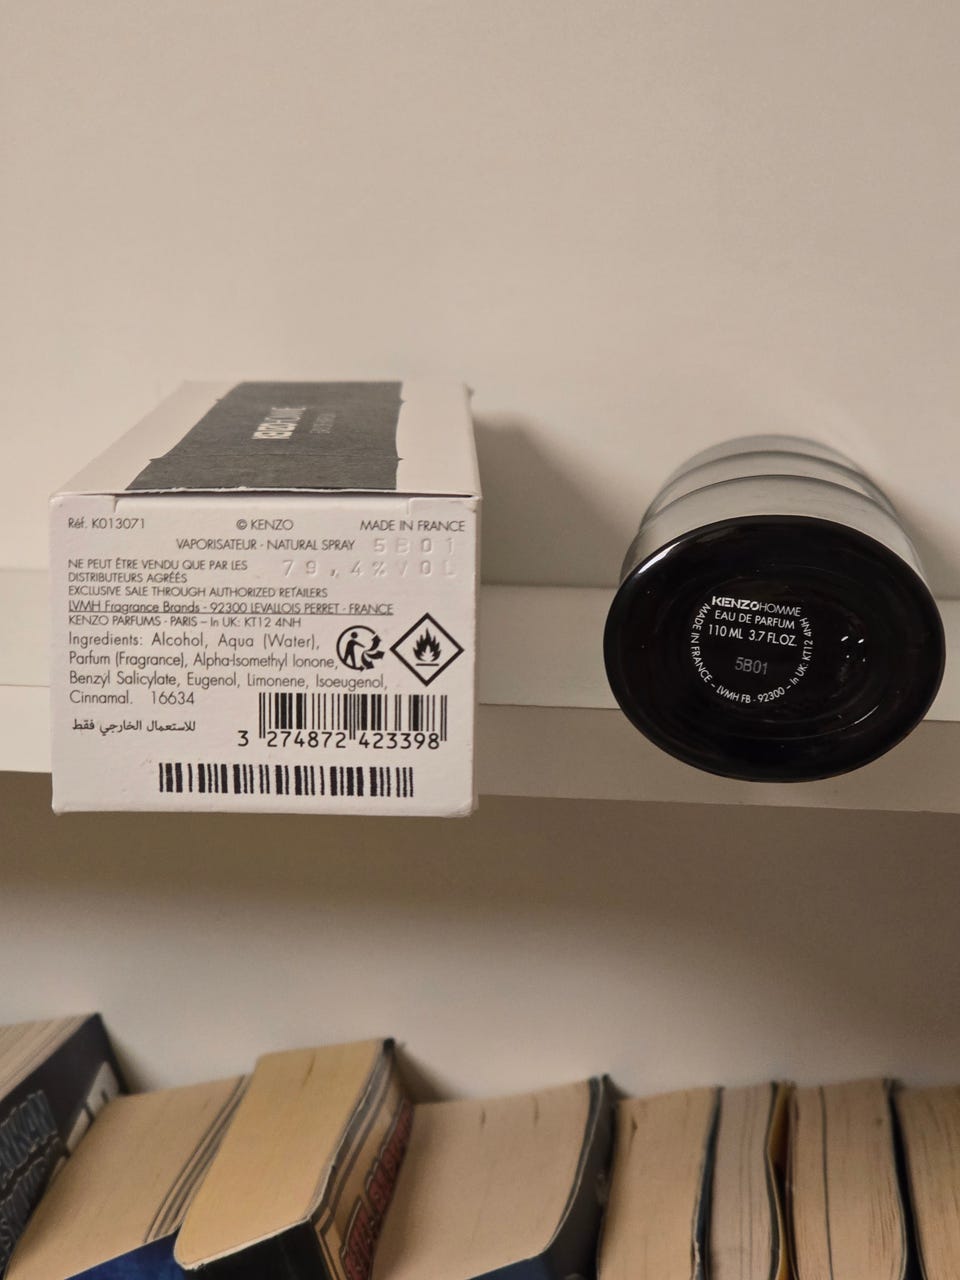 KENZOHOMME
Réf. K013071 © KENZO MADE IN FRANCE
VAPORISATEUR - NATURAL SPRAY 5B01
NE PEUT ÊTRE VENDU QUE PAR LES 79,4%VOL
DISTRIBUTEURS AGRÉÉS
EXCLUSIVE SALE THROUGH AUTHORIZED RETAILERS
LVMH Fragrance Brands - 92300 LEVALLOIS PERRET - FRANCE
KENZO PARFUMS - PARIS – In UK: KT12 4NH
Ingredients: Alcohol, Aqua (Water),
Parfum (Fragrance), Alpha-Isomethyl Ionone,
Benzyl Salicylate, Eugenol, Limonene, Isoeugenol,
Cinnamal. 16634
للاستعمال الخارجي فقط
3 274872 423398
KENZOHOMME
EAU DE PARFUM
110 ML 3.7 FL.OZ.
5B01
MADE IN FRANCE – LVMH FB - 92300 – In UK: KT12 4NH